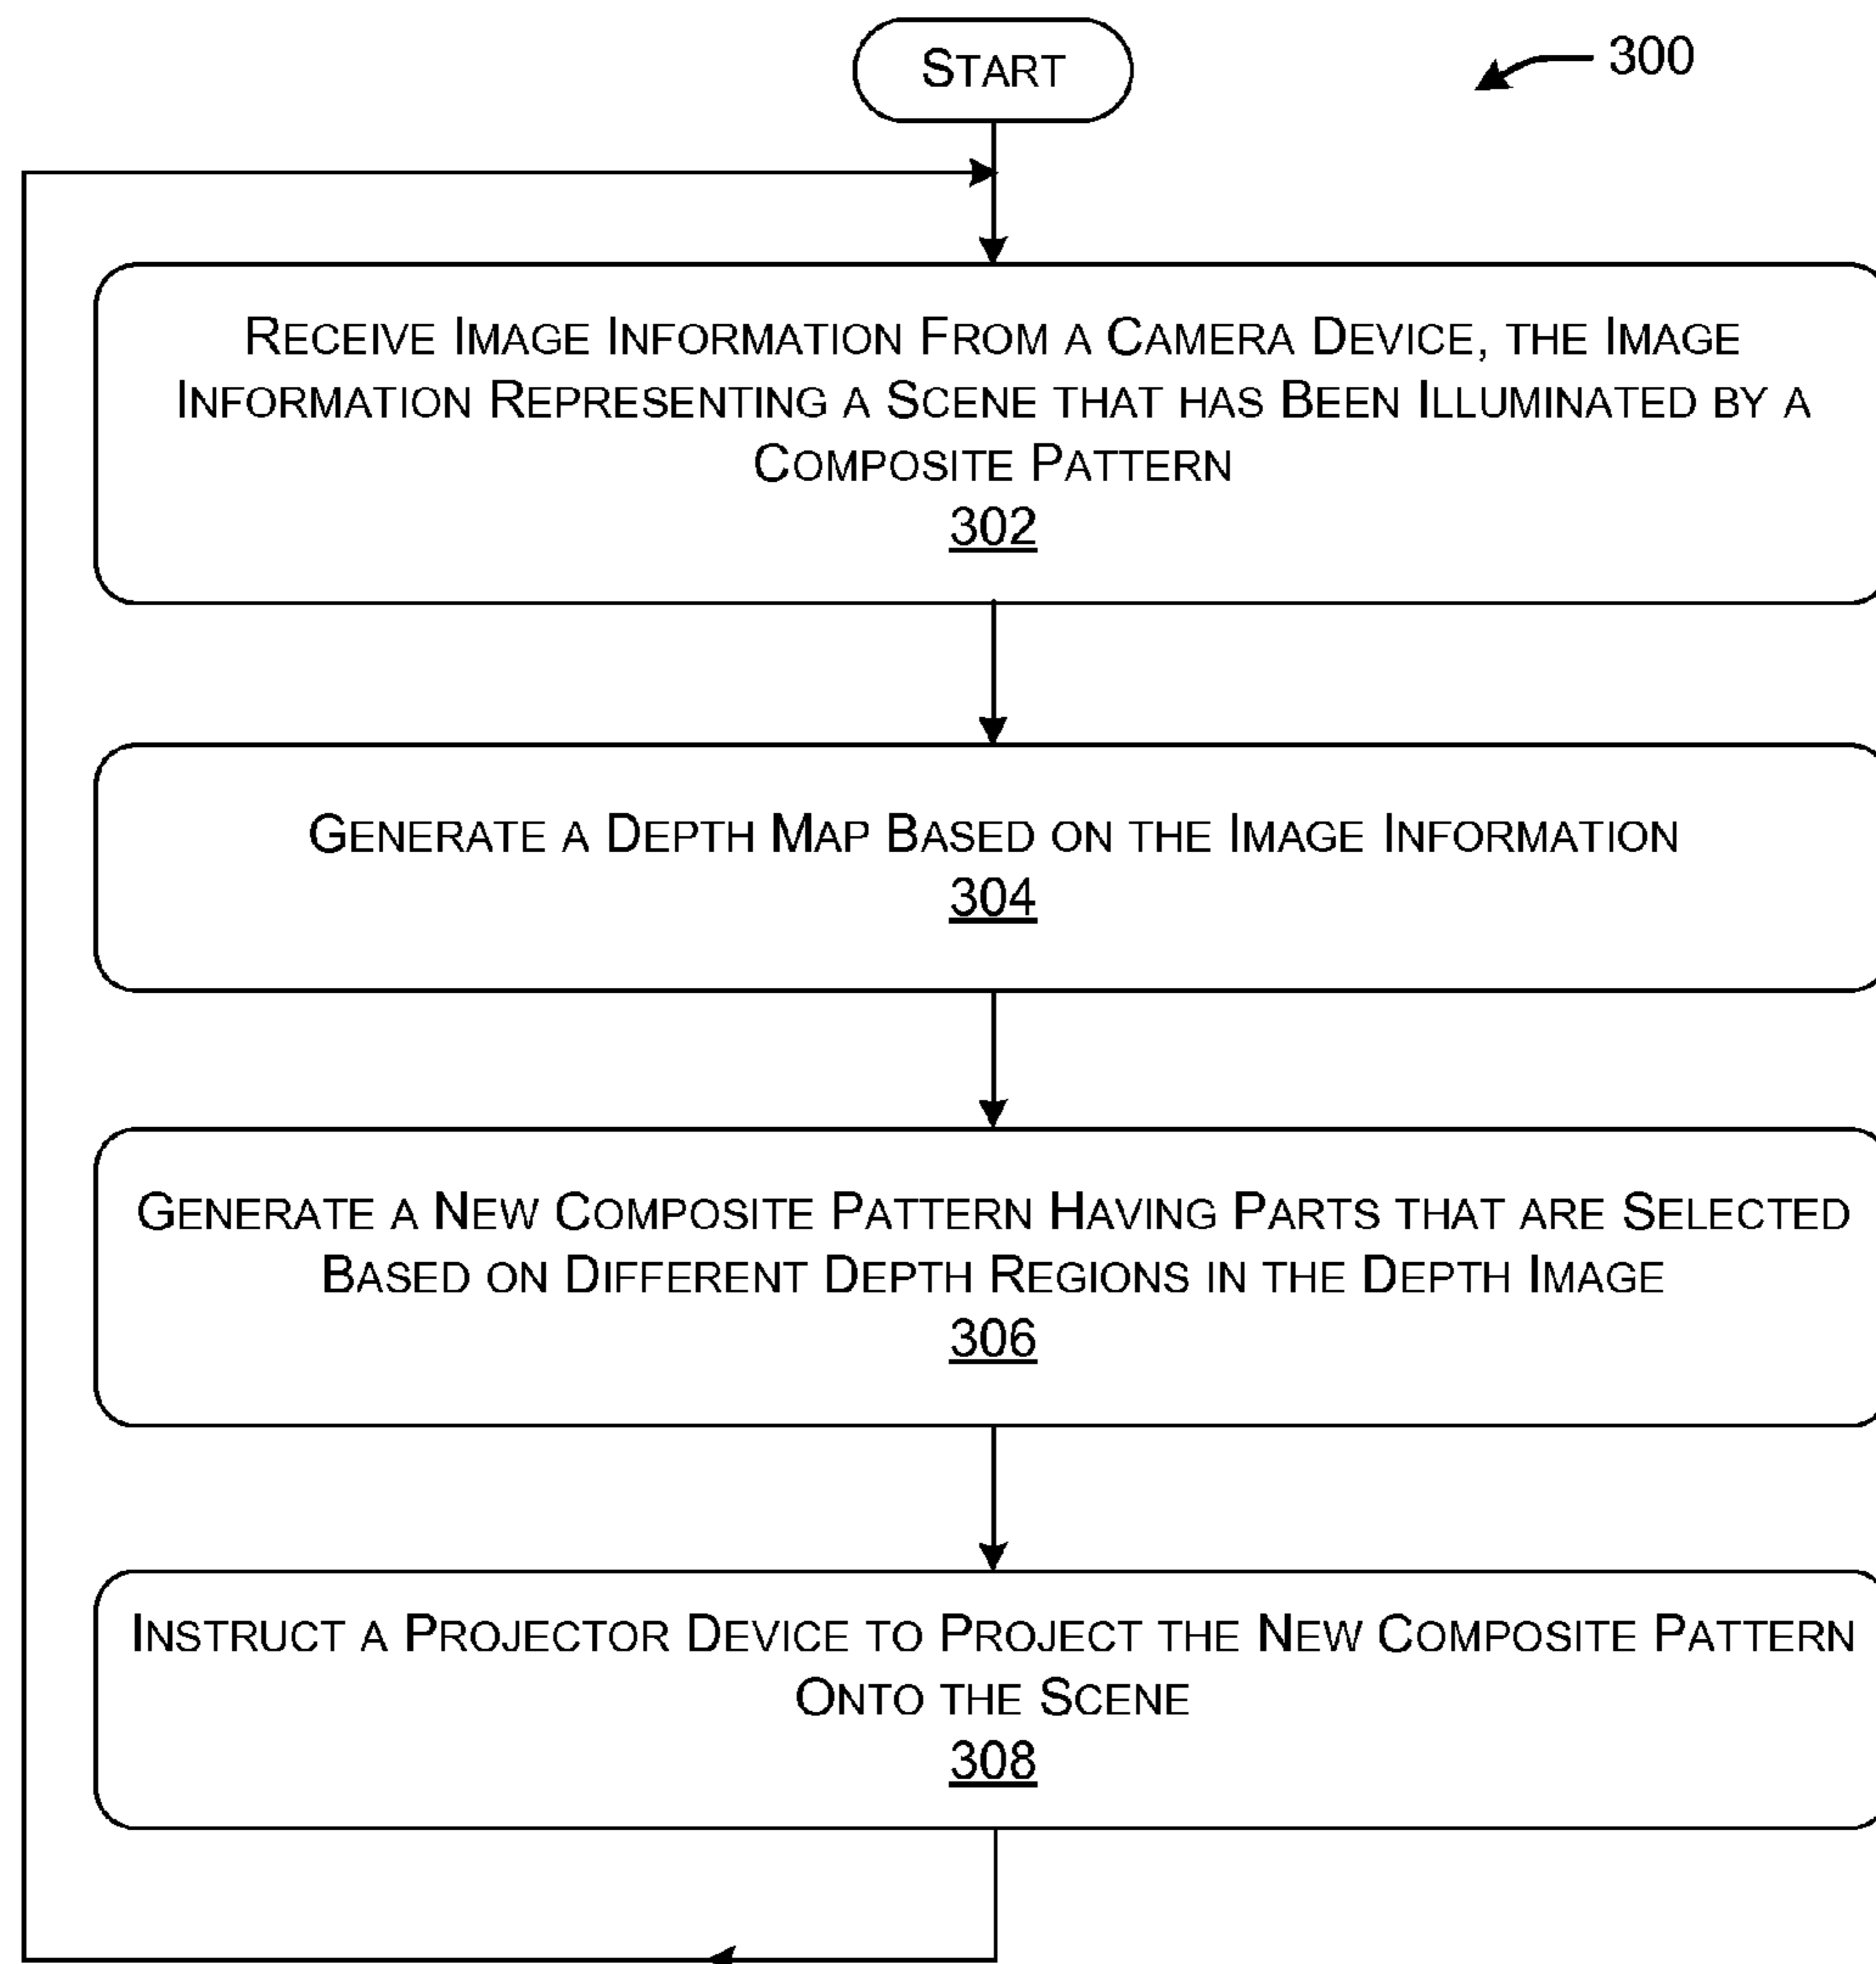 START
300
RECEIVE IMAGE INFORMATION FROM A CAMERA DEVICE, THE IMAGE
INFORMATION REPRESENTING A SCENE THAT HAS BEEN ILLUMINATED BY A
COMPOSITE PATTERN
302
GENERATE A DEPTH MAP BASED ON THE IMAGE INFORMATION
304
GENERATE A NEW COMPOSITE PATTERN HAVING PARTS THAT ARE SELECTED
BASED ON DIFFERENT DEPTH REGIONS IN THE DEPTH IMAGE
306
INSTRUCT A PROJECTOR DEVICE TO PROJECT THE NEW COMPOSITE PATTERN
ONTO THE SCENE
308